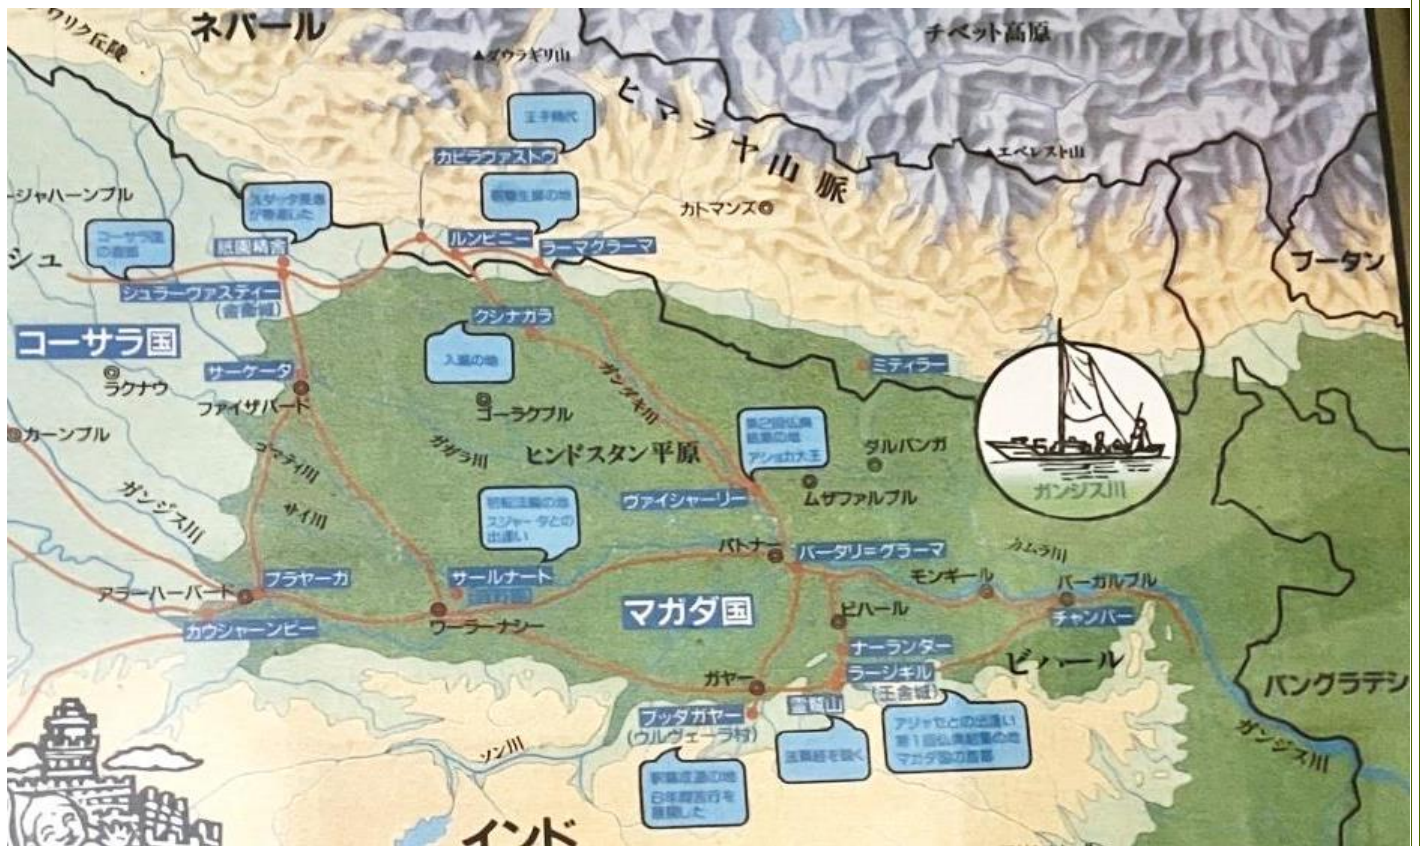 ネパール
チベット高原
ワリク丘陵
▲ダウラギリ山
ヒマラヤ山脈
王子時代
カピラヴァストウ
エベレスト山
ージャハーンプル
スダータ長者
が寄進した
釈尊生誕の地
カトマンズ
コーサラ国
の首都
祇園精舎
ルンビニー
ラーマグラーマ
シュ
ブータン
シュラーヴァスティー
(舎衛城)
クシナガラ
コーサラ国
入滅の地
サーケータ
ミティラー
ラクナウ
ファイザバード
ゴーラクプル
ガンダキ川
カーンプル
第2回仏典
結集の地
アショカ大王
ゴマティ川
ガガラ川
ヒンドスタン平原
ダルバンガ
ガンジス川
ヴァイシャーリー
ムザファルプル
ガンジス川
サイ川
初転法輪の地
スジャータとの
出逢い
パトナー
パータリ=グラーマ
カムラ川
アラーハーバード
プラヤーガ
サールナート
モンギール
バーガルプル
カウシャーンビー
ワーラーナシー
マガダ国
ビハール
チャンパー
ナーランダー
ビハール
ガヤー
ラージギル
(王舎城)
バングラデシ
ブッダガヤー
(ウルヴェーラ村)
霊鷲山
アジャセとの出逢い
第1回仏典結集の地
マガダ国の首都
ガンジス川
ソン川
法華経を説く
釈尊成道の地
6年間苦行を
インド